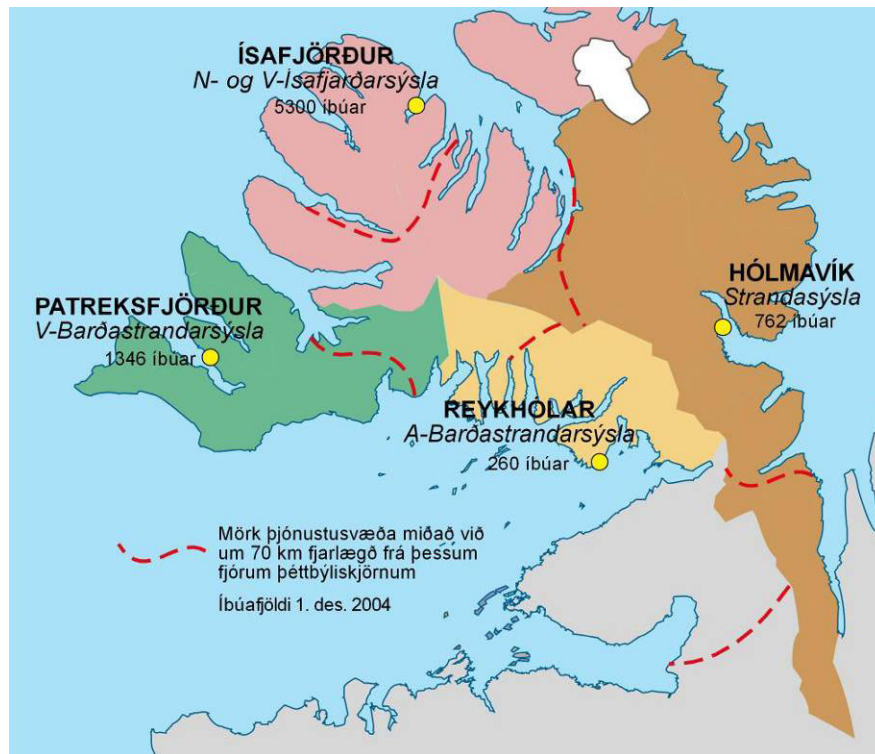 ÍSAFJÖRÐUR
N- og V-Ísafjarðarsýsla
5300 íbúar
HÓLMAVÍK
Strandasýsla
762 íbúar
PATREKSFJÖRÐUR
V-Barðastrandarsýsla
1346 íbúar
REYKHÓLAR
A-Barðastrandarsýsla
260 íbúar
Mörk þjónustusvæða miðað við
um 70 km fjarlægð frá þessum
fjórum þéttbýliskjörnum
Íbúafjöldi 1. des. 2004